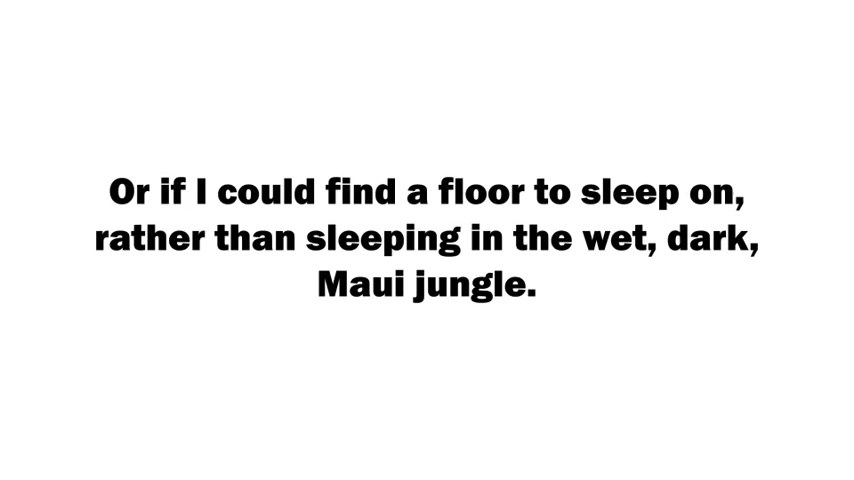 Or if I could find a floor to sleep on,
rather than sleeping in the wet, dark,
Maui jungle.